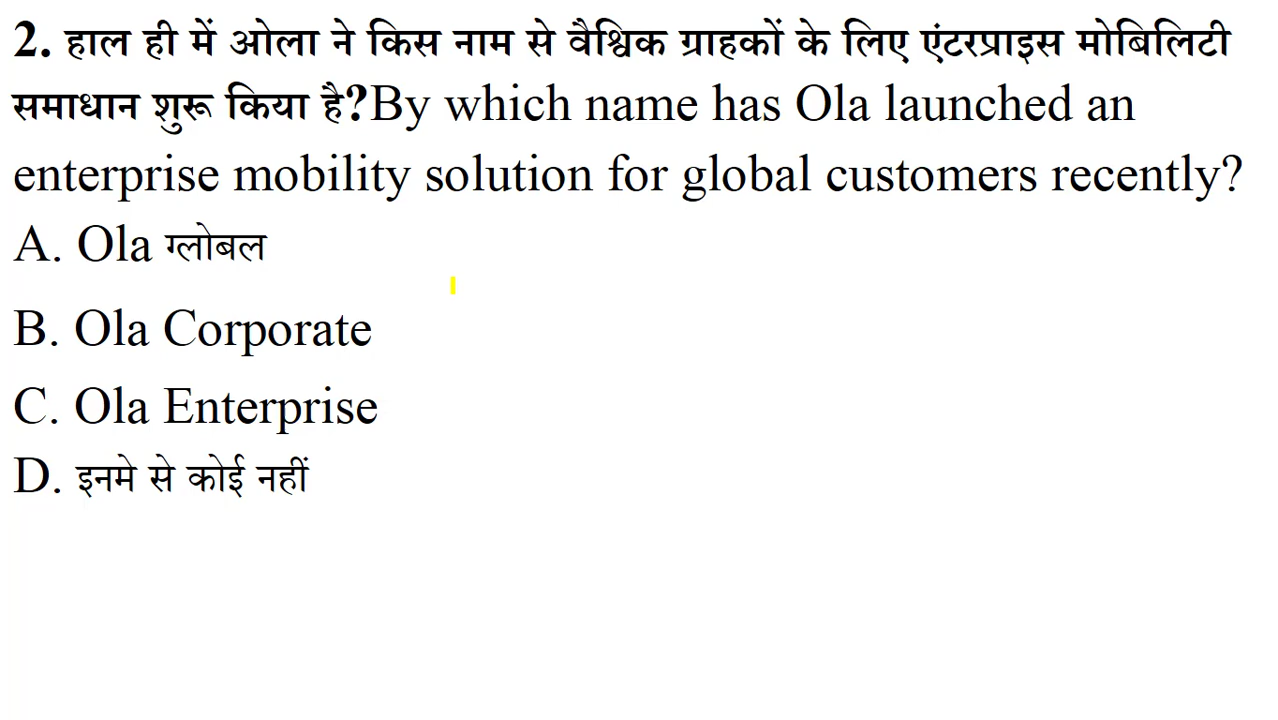 2. हाल ही में ओला ने किस नाम से वैश्विक ग्राहकों के लिए एंटरप्राइस मोबिलिटी
समाधान शुरू किया है?By which name has Ola launched an
enterprise mobility solution for global customers recently?
A. Ola ग्लोबल
B. Ola Corporate
C. Ola Enterprise
D. इनमे से कोई नहीं